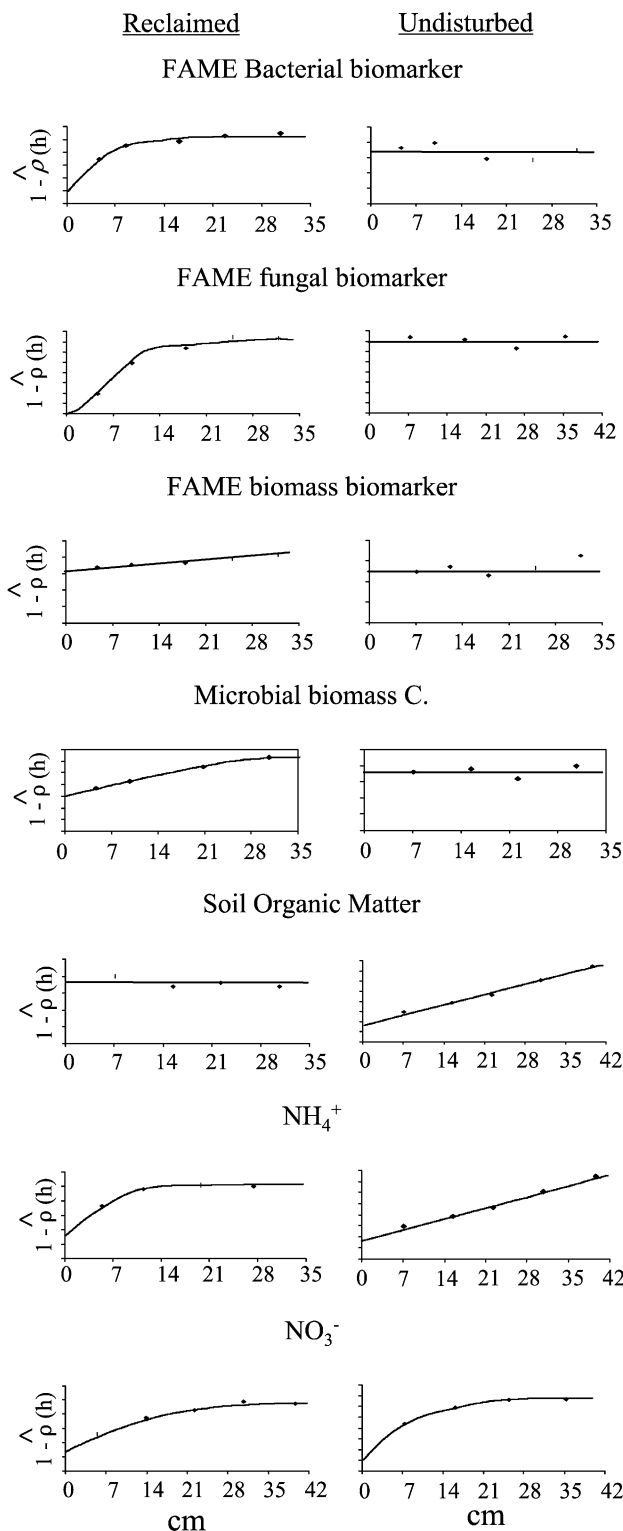 Reclaimed Undisturbed
FAME Bacterial biomarker
1 - ρ̂ (h)
0 7 14 21 28 31 35 0 7 14 21 28 35
FAME fungal biomarker
1 - ρ̂ (h)
0 7 14 21 28 35 0 7 14 21 28 35 42
FAME biomass biomarker
1 - ρ̂ (h)
0 7 14 21 28 35 0 7 14 21 28 35
Microbial biomass C.
1 - ρ̂ (h)
0 7 14 21 28 35 0 7 14 21 28 35
Soil Organic Matter
1 - ρ̂ (h)
0 7 14 21 28 35 0 7 14 21 28 35 42
NH₄⁺
1 - ρ̂ (h)
0 7 14 21 28 35 0 7 14 21 28 35 42
NO₃⁻
1 - ρ̂ (h)
0 7 14 21 28 35 42 0 7 14 21 28 35 42
cm cm